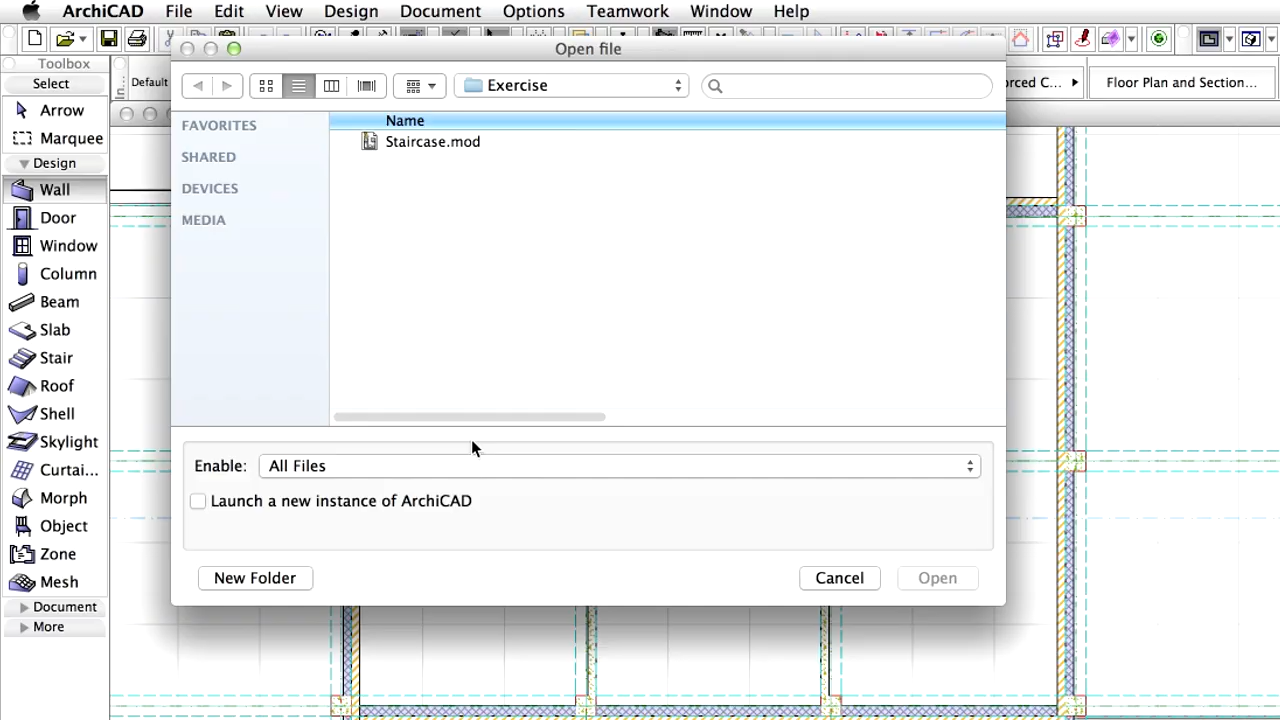 ArchiCAD File Edit View Design Document Options Teamwork Window Help
Open file
Toolbox
Select
Default
Exercise
orced C...
Floor Plan and Section...
Arrow
Marquee
Design
Wall
Door
Window
Column
Beam
Slab
Stair
Roof
Shell
Skylight
Curtai...
Morph
Object
Zone
Mesh
Document
More
FAVORITES
SHARED
DEVICES
MEDIA
Name
Staircase.mod
Enable: All Files
Launch a new instance of ArchiCAD
New Folder Cancel Open